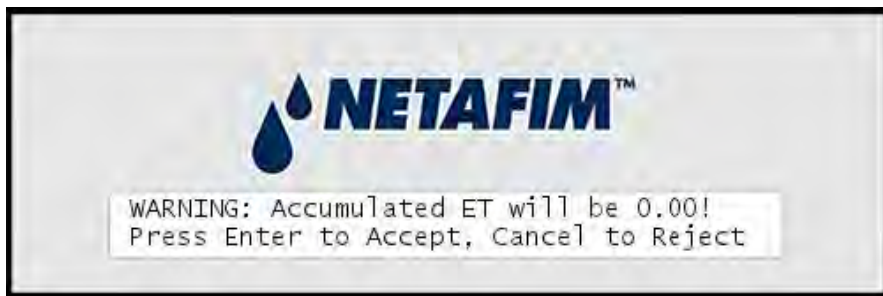 NETAFIM™
WARNING: Accumulated ET will be 0.00!
Press Enter to Accept, Cancel to Reject